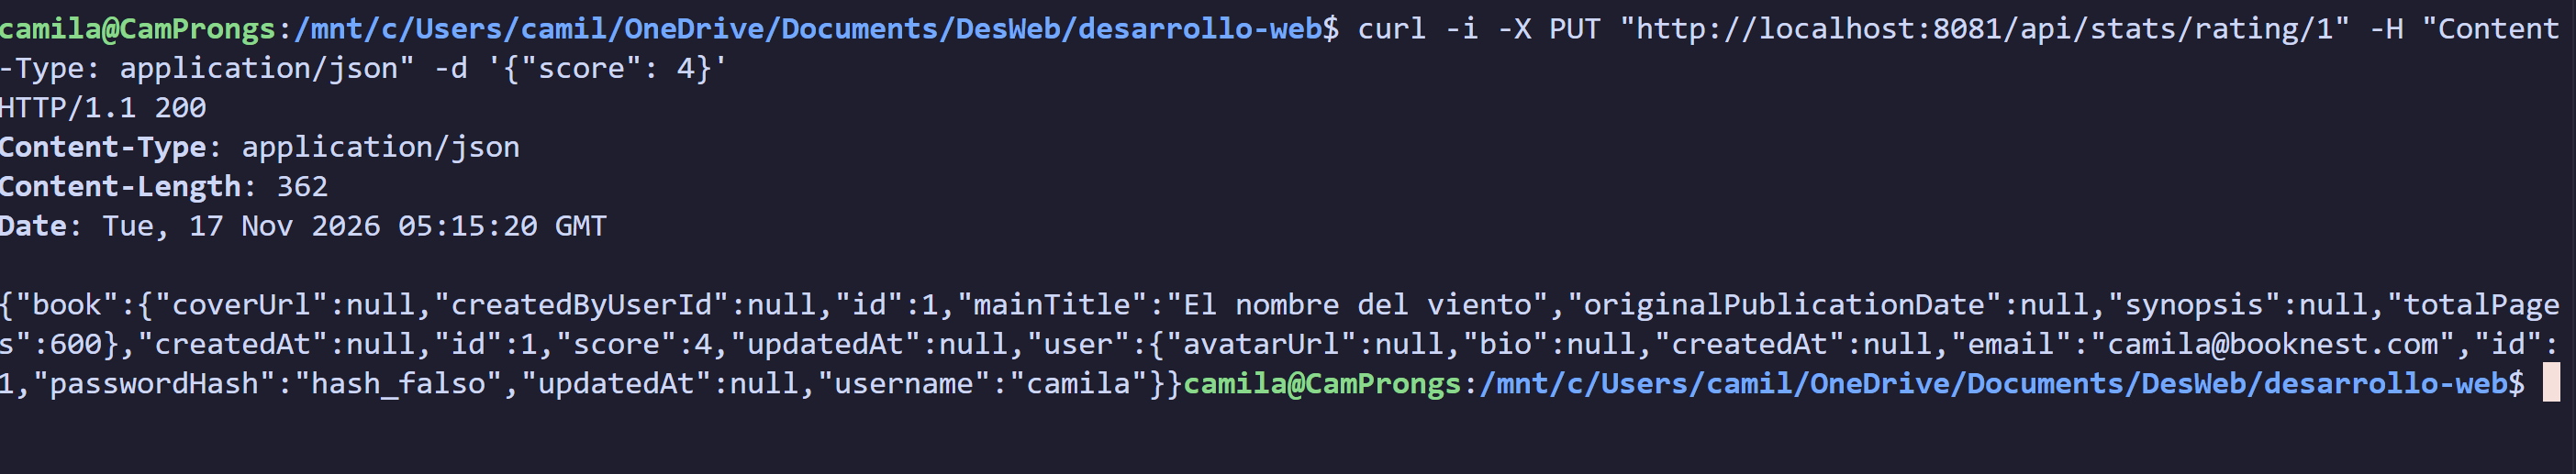 camila@CamProngs:/mnt/c/Users/camil/OneDrive/Documents/DesWeb/desarrollo-web$ curl -i -X PUT "http://localhost:8081/api/stats/rating/1" -H "Content
-Type: application/json" -d '{"score": 4}'
HTTP/1.1 200
Content-Type: application/json
Content-Length: 362
Date: Tue, 17 Nov 2026 05:15:20 GMT

{"book":{"coverUrl":null,"createdByUserId":null,"id":1,"mainTitle":"El nombre del viento","originalPublicationDate":null,"synopsis":null,"totalPage
s":600},"createdAt":null,"id":1,"score":4,"updatedAt":null,"user":{"avatarUrl":null,"bio":null,"createdAt":null,"email":"camila@booknest.com","id":
1,"passwordHash":"hash_falso","updatedAt":null,"username":"camila"}}camila@CamProngs:/mnt/c/Users/camil/OneDrive/Documents/DesWeb/desarrollo-web$